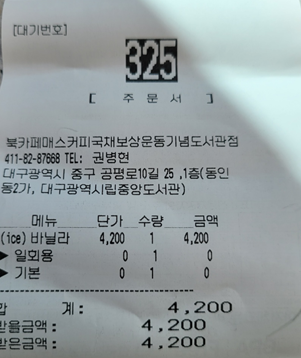 [대기번호]
325
[ 주 문 서 ]
북카페매스커피국채보상운동기념도서관점
411-82-87668 TEL: 권병현
대구광역시 중구 공평로10길 25 ,1층(동인
동2가, 대구광역시립중앙도서관)
메뉴 단가 수량 금액
(ice) 바닐라 4,200 1 4,200
▶ 일회용 0 1 0
▶ 기본 0 1 0
합 계: 4,200
받을금액: 4,200
받은금액: 4,200